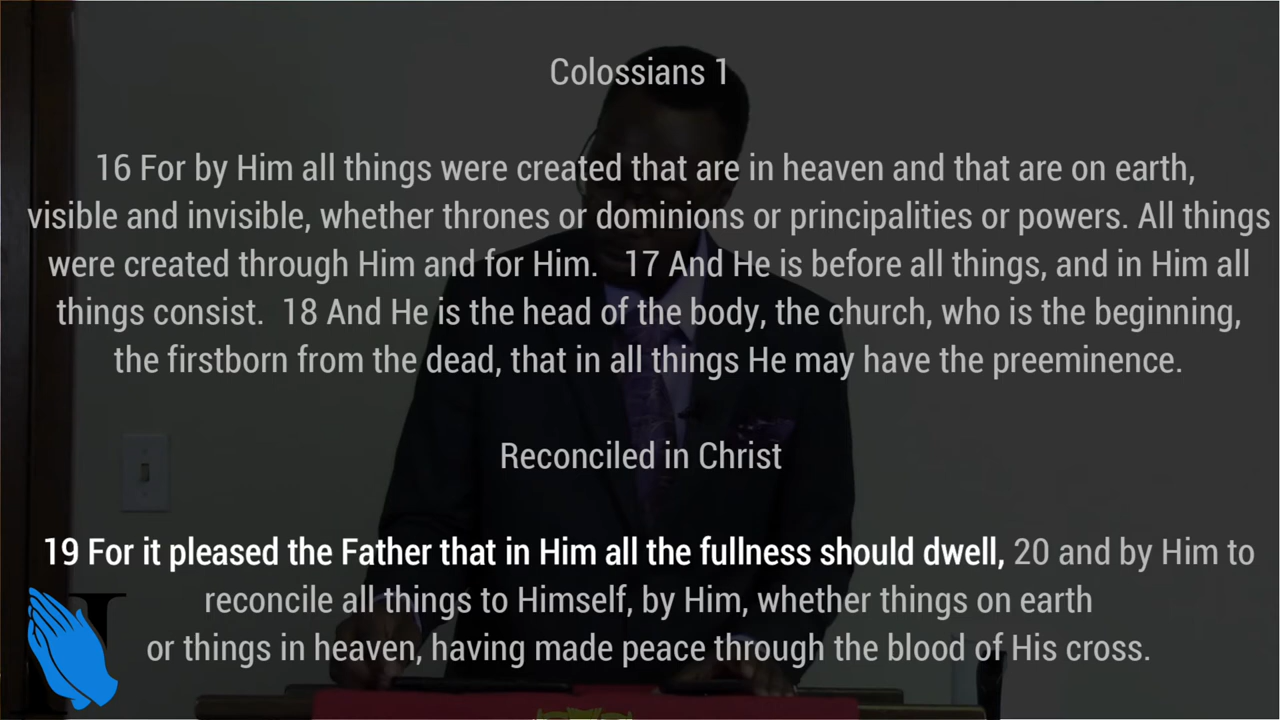 Colossians 1
16 For by Him all things were created that are in heaven and that are on earth,
visible and invisible, whether thrones or dominions or principalities or powers. All things
were created through Him and for Him. 17 And He is before all things, and in Him all
things consist. 18 And He is the head of the body, the church, who is the beginning,
the firstborn from the dead, that in all things He may have the preeminence.
Reconciled in Christ
19 For it pleased the Father that in Him all the fullness should dwell, 20 and by Him to
reconcile all things to Himself, by Him, whether things on earth
or things in heaven, having made peace through the blood of His cross.